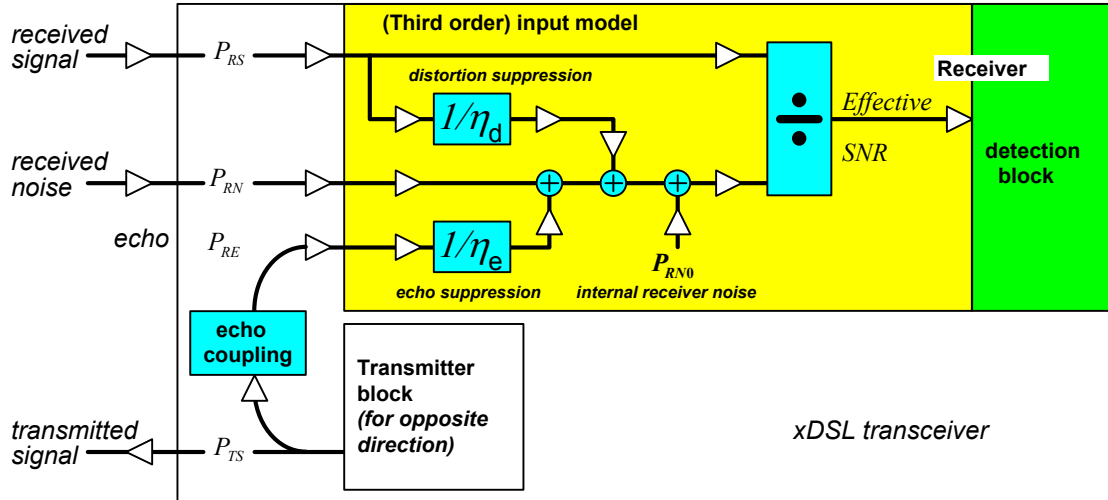 (Third order) input model
received
signal
P_RS
distortion suppression
1/η_d
Receiver
Effective
SNR
÷
detection
block
received
noise
P_RN
+
+
+
echo
P_RE
1/η_e
P_RN0
echo suppression
internal receiver noise
echo
coupling
Transmitter
block
(for opposite
direction)
transmitted
signal
P_TS
xDSL transceiver